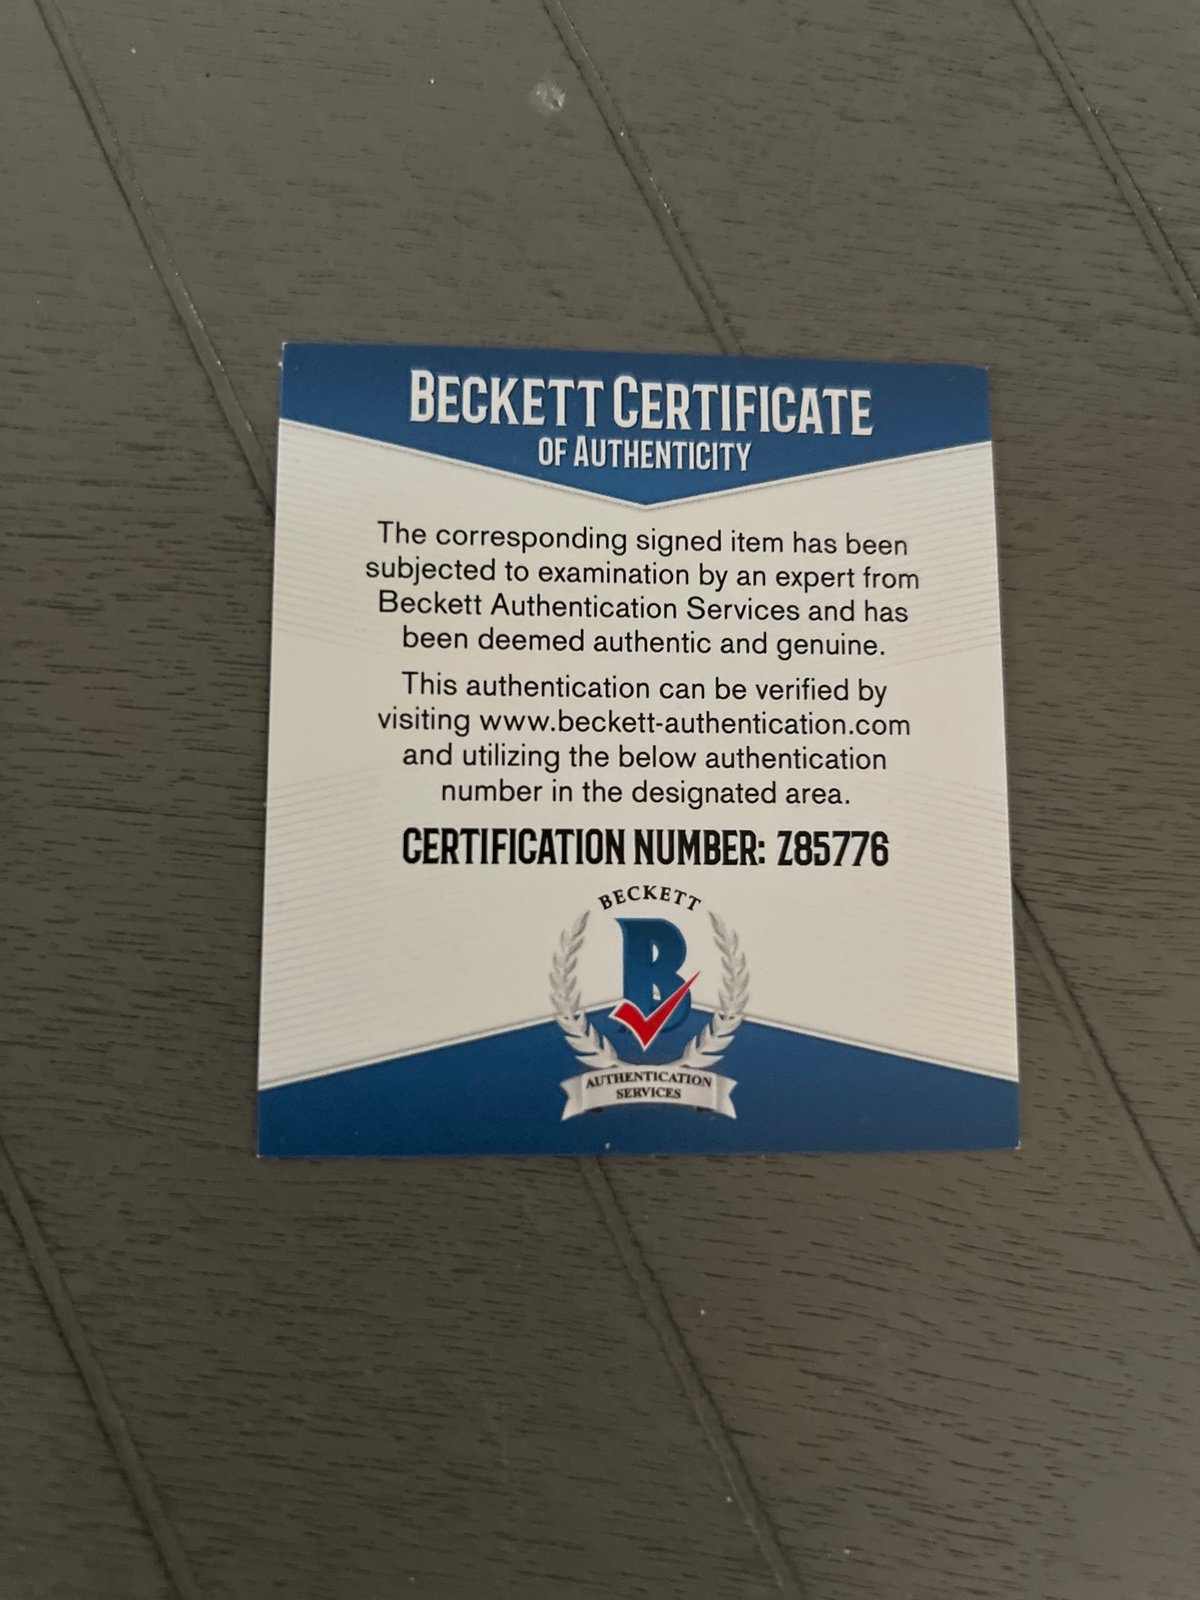 BECKETT CERTIFICATE
OF AUTHENTICITY
The corresponding signed item has been
subjected to examination by an expert from
Beckett Authentication Services and has
been deemed authentic and genuine.
This authentication can be verified by
visiting www.beckett-authentication.com
and utilizing the below authentication
number in the designated area.
CERTIFICATION NUMBER: Z85776
BECKETT
B
AUTHENTICATION
SERVICES